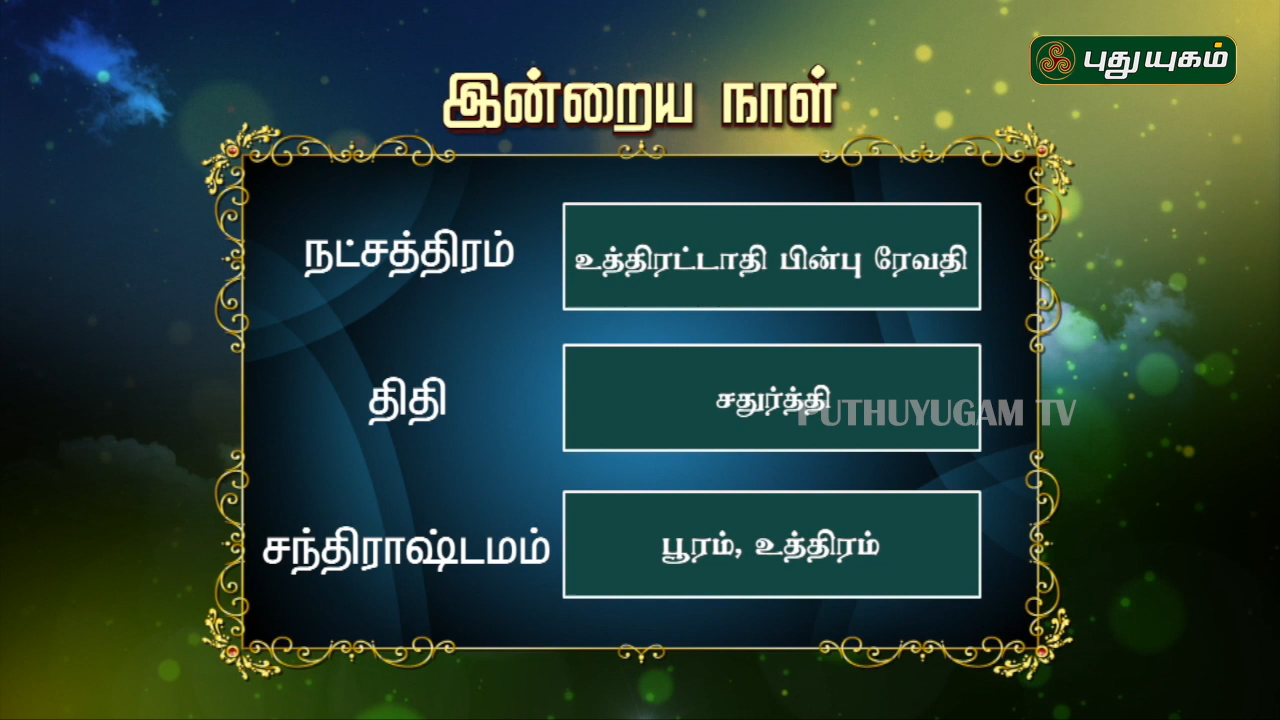 புதுயுகம்
இன்றைய நாள்
நட்சத்திரம்
உத்திரட்டாதி பின்பு ரேவதி
திதி
சதுர்த்தி
PUTHUYUGAM TV
சந்திராஷ்டமம்
பூரம், உத்திரம்